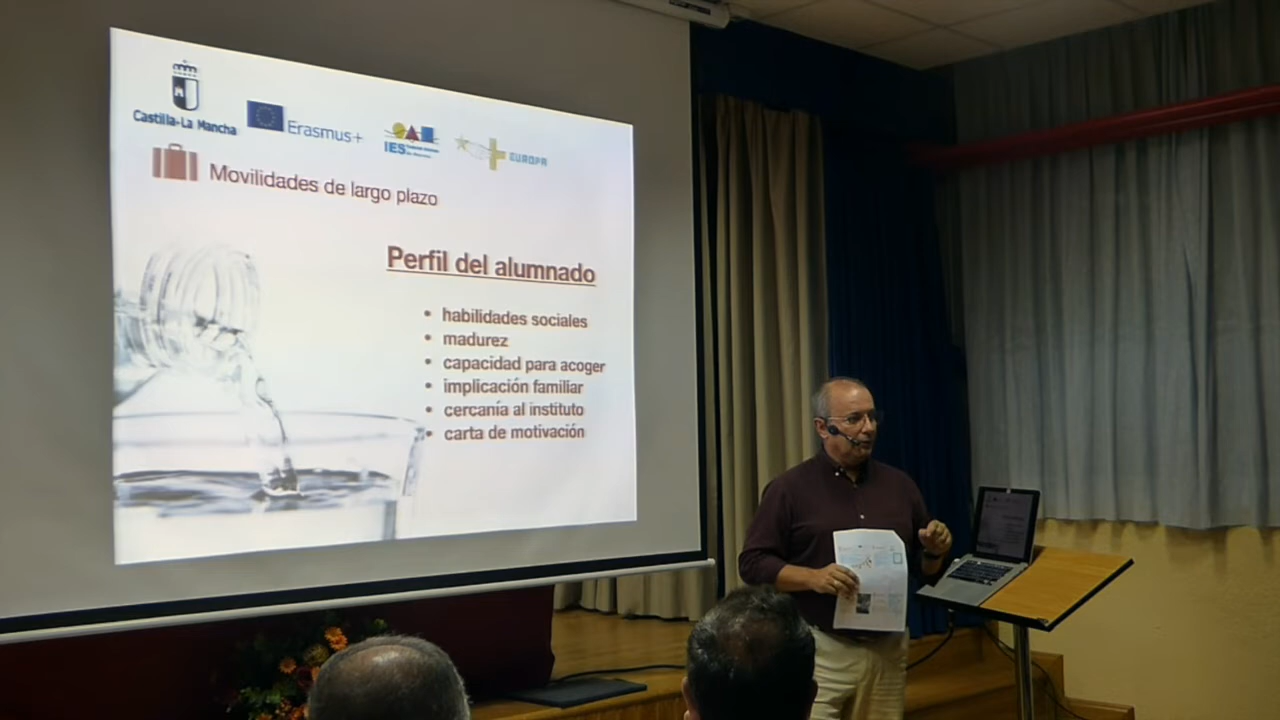 Castilla-La Mancha
Erasmus+
IES
EUROPA
Movilidades de largo plazo
Perfil del alumnado
• habilidades sociales
• madurez
• capacidad para acoger
• implicación familiar
• cercanía al instituto
• carta de motivación